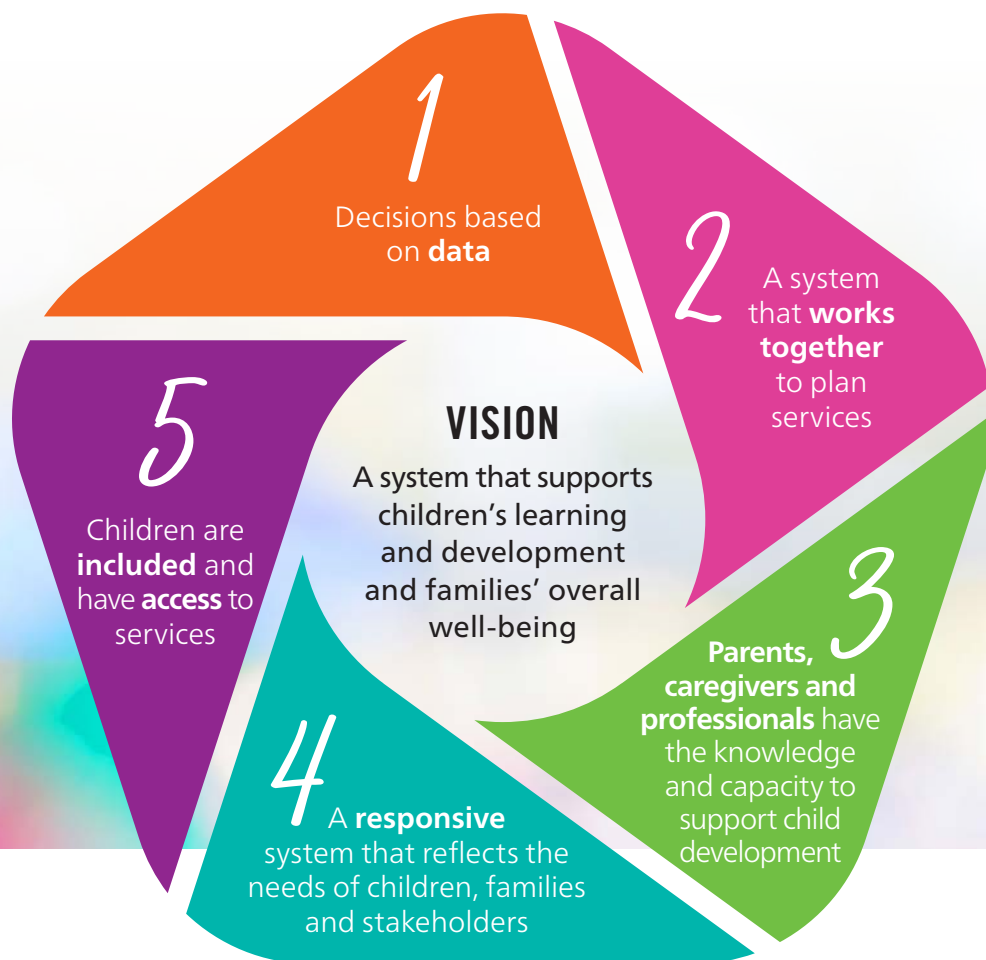 1
Decisions based
on data
2
A system
that works
together
to plan
services
3
Parents,
caregivers and
professionals have
the knowledge
and capacity to
support child
development
4
A responsive
system that reflects the
needs of children, families
and stakeholders
5
Children are
included and
have access to
services
VISION
A system that supports
children’s learning
and development
and families’ overall
well-being